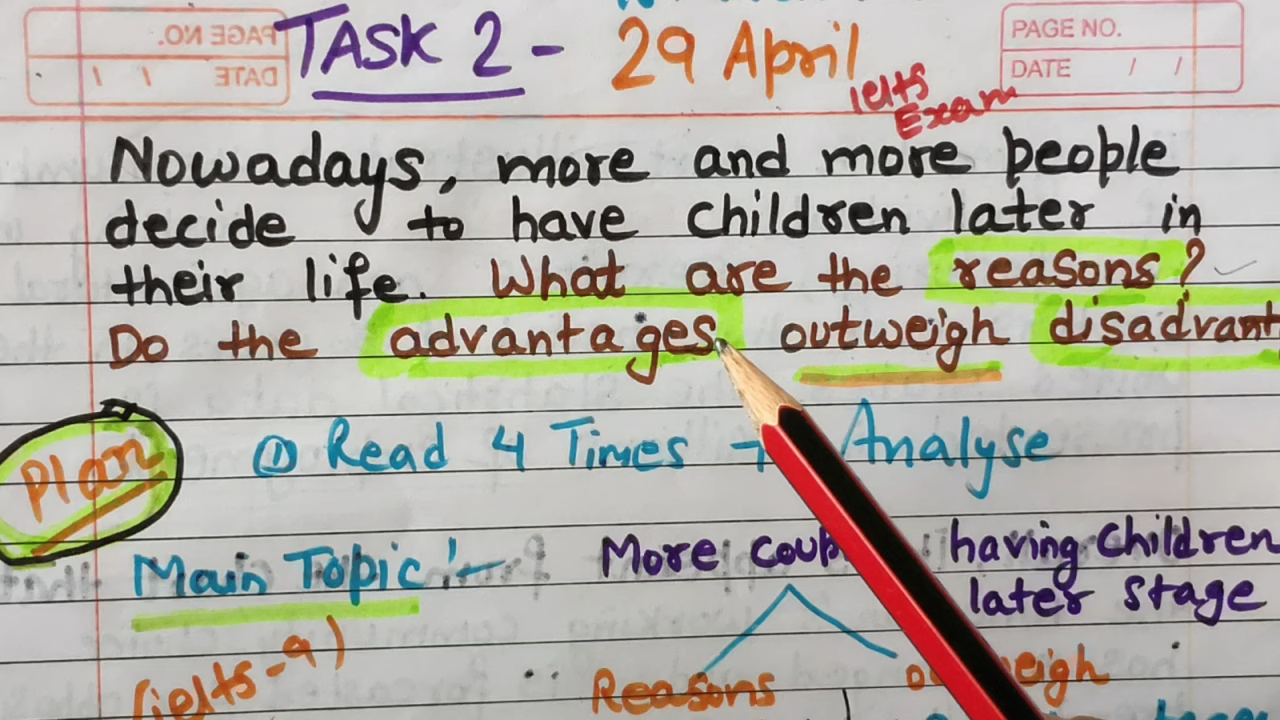 PAGE NO.
DATE / /
TASK 2 - 29 April
PAGE NO.
DATE / /
ielts
Exam
Nowadays, more and more people
decide to have children later in
their life. What are the reasons?
Do the advantages outweigh disadvant
Plan
① Read 4 Times → Analyse
Main Topic :- More coup having children
later stage
(ielts-9)
Reasons